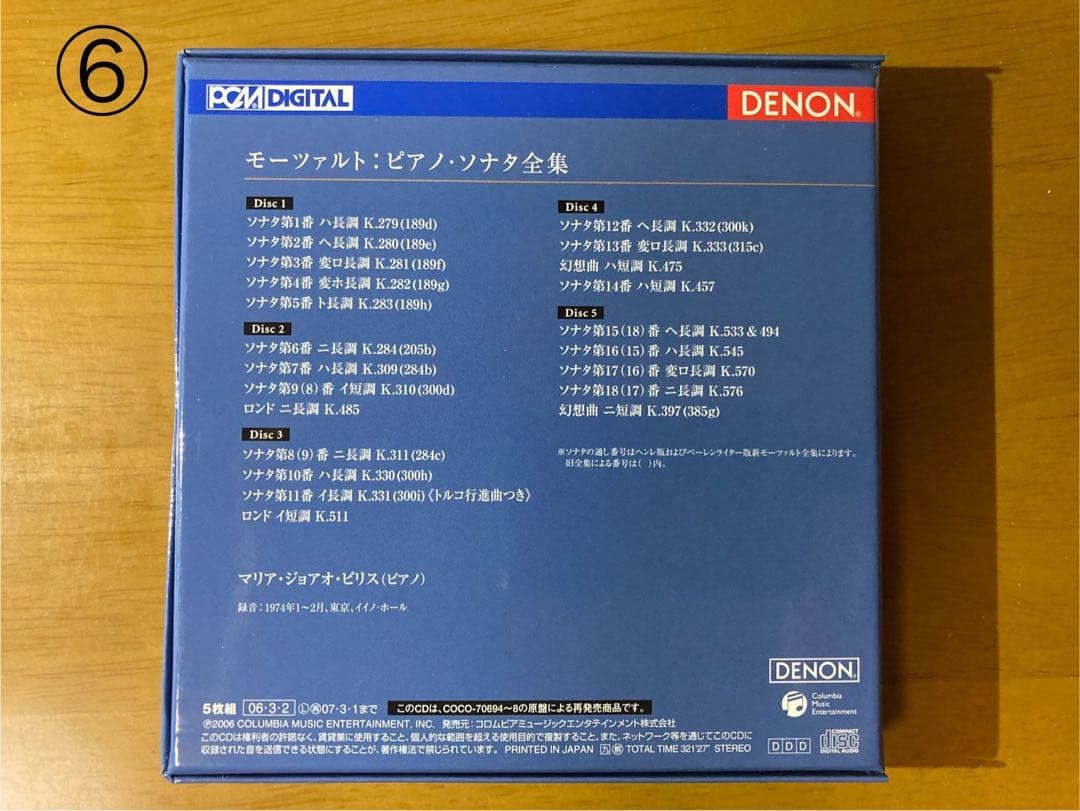 ⑥
PCM DIGITAL
DENON
モーツァルト：ピアノ・ソナタ全集
Disc 1
ソナタ第1番 ハ長調 K.279(189d)
ソナタ第2番 ヘ長調 K.280(189e)
ソナタ第3番 変ロ長調 K.281(189f)
ソナタ第4番 変ホ長調 K.282(189g)
ソナタ第5番 ト長調 K.283(189h)
Disc 2
ソナタ第6番 ニ長調 K.284(205b)
ソナタ第7番 ハ長調 K.309(284b)
ソナタ第9(8)番 イ短調 K.310(300d)
ロンド ニ長調 K.485
Disc 3
ソナタ第8(9)番 ニ長調 K.311(284c)
ソナタ第10番 ハ長調 K.330(300h)
ソナタ第11番 イ長調 K.331(300i)《トルコ行進曲つき》
ロンド イ短調 K.511
Disc 4
ソナタ第12番 ヘ長調 K.332(300k)
ソナタ第13番 変ロ長調 K.333(315c)
幻想曲 ハ短調 K.475
ソナタ第14番 ハ短調 K.457
Disc 5
ソナタ第15(18)番 ヘ長調 K.533 & 494
ソナタ第16(15)番 ハ長調 K.545
ソナタ第17(16)番 変ロ長調 K.570
ソナタ第18(17)番 ニ長調 K.576
幻想曲 ニ短調 K.397(385g)
※ソナタの通し番号はヘンレ版およびベーレンライター版新モーツァルト全集によります。
旧全集による番号は( )内。
マリア・ジョアオ・ピリス(ピアノ)
録音：1974年1〜2月、東京、イイノ・ホール
DENON
Columbia
Music
Entertainment
5枚組 06・3・2 Ⓛ㋮07・3・1まで このCDは、COCO-70694〜8の原盤による再発売商品です。
Ⓟ2006 COLUMBIA MUSIC ENTERTAINMENT, INC. 発売元：コロムビアミュージックエンタテインメント株式会社
このCDは権利者の許諾なく、賃貸業に使用すること、個人的な範囲を超える使用目的で複製すること、また、ネットワーク等を通じてこのCDに
収録された音を送信できる状態にすることが、著作権法で禁じられています。 PRINTED IN JAPAN TOTAL TIME 321'27" STEREO
D D D
COMPACT
disc
DIGITAL AUDIO